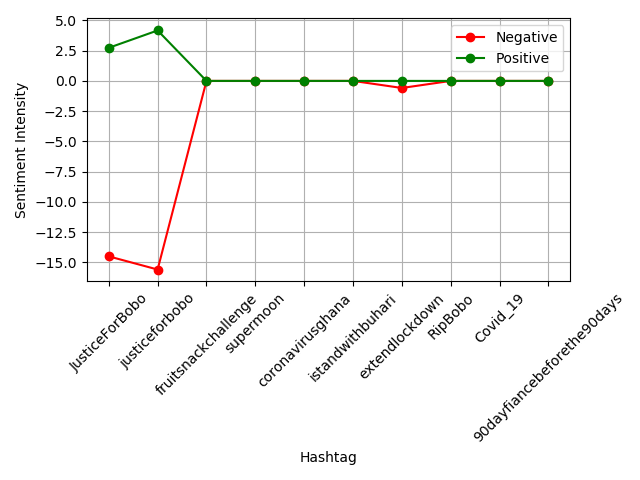 5.0
2.5
0.0
−2.5
−5.0
−7.5
−10.0
−12.5
−15.0
Sentiment Intensity
Negative
Positive
JusticeForBobo
justiceforbobo
fruitsnackchallenge
supermoon
coronavirusghana
istandwithbuhari
extendlockdown
RipBobo
Covid_19
90dayfiancebeforethe90days
Hashtag